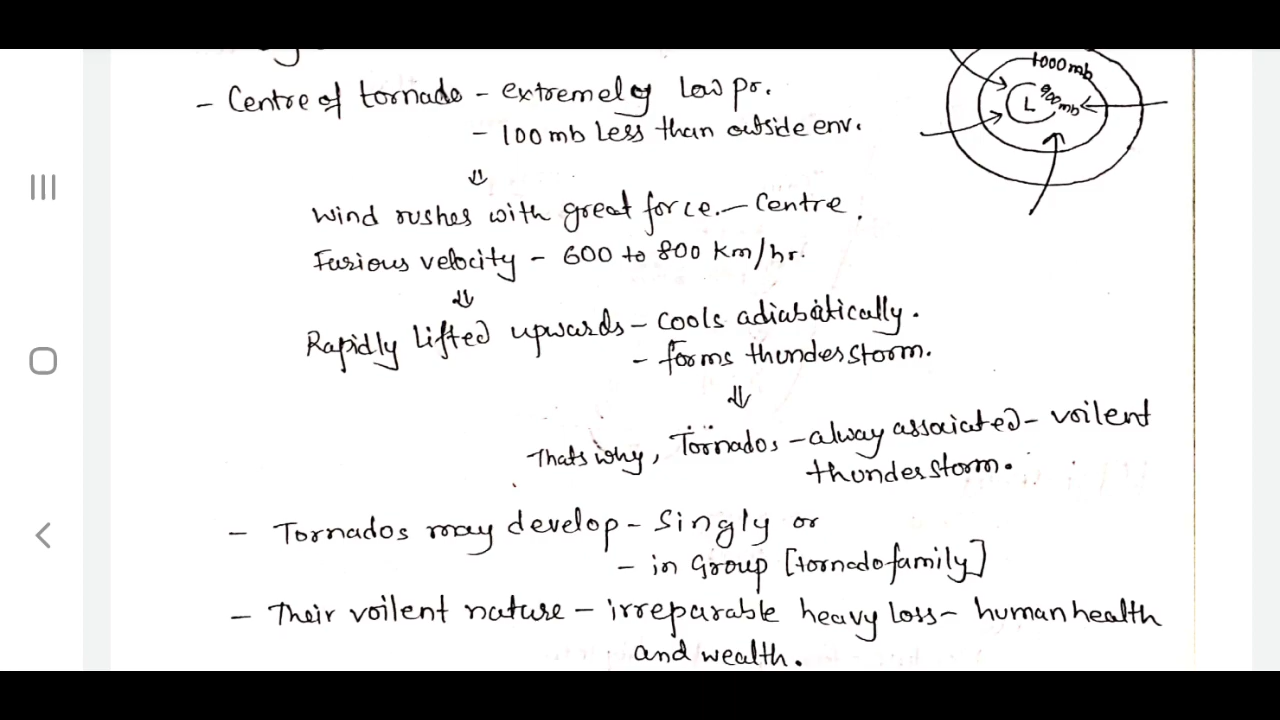 1000 mb
- Centre of tornado - extremely Low pr.
900 mb
L
- 100 mb Less than outside env.
⇓
Wind rushes with great force. - Centre.
Furious velocity - 600 to 800 km/hr.
⇓
Rapidly Lifted upwards - cools adiabatically.
- forms thunderstorm.
⇓
Thats why, Tornados - alway associated - voilent
thunderstorm.
- Tornados may develop - Singly or
- in Group [tornado family]
- Their voilent nature - irreparable heavy loss - human health
and wealth.